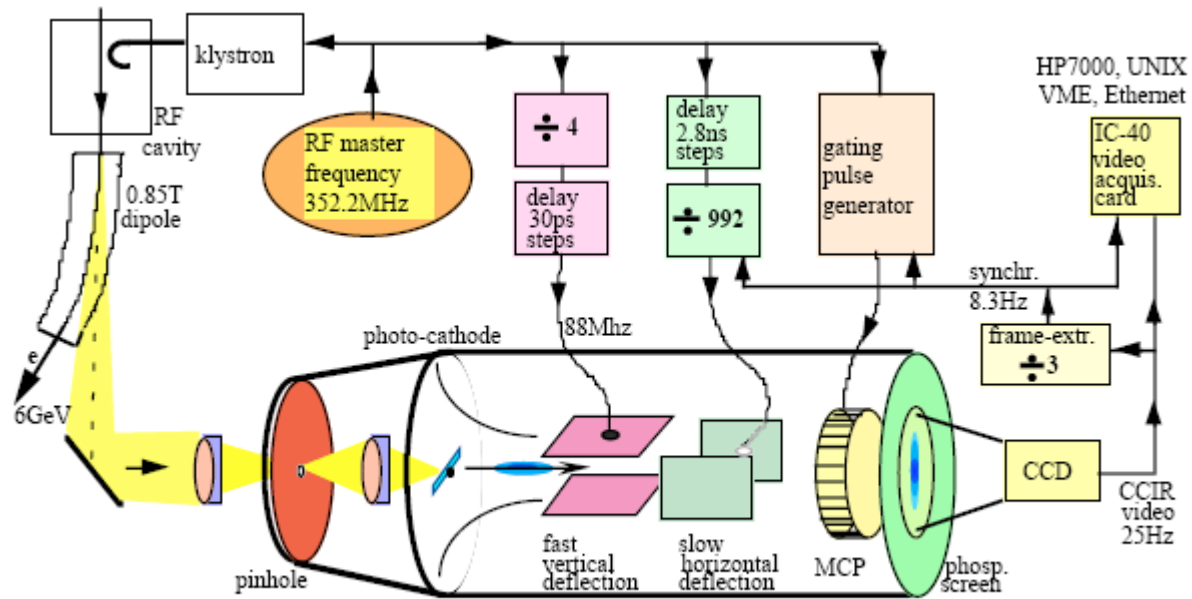 klystron
HP7000, UNIX
VME, Ethernet
RF
cavity
RF master
frequency
352.2MHz
÷ 4
delay
2.8ns
steps
gating
pulse
generator
IC-40
video
acquis.
card
0.85T
dipole
delay
30ps
steps
÷ 992
synchr.
8.3Hz
photo-cathode
88Mhz
frame-extr.
÷3
e
6GeV
CCD
CCIR
video
25Hz
pinhole
fast
vertical
deflection
slow
horizontal
deflection
MCP
phosp.
screen